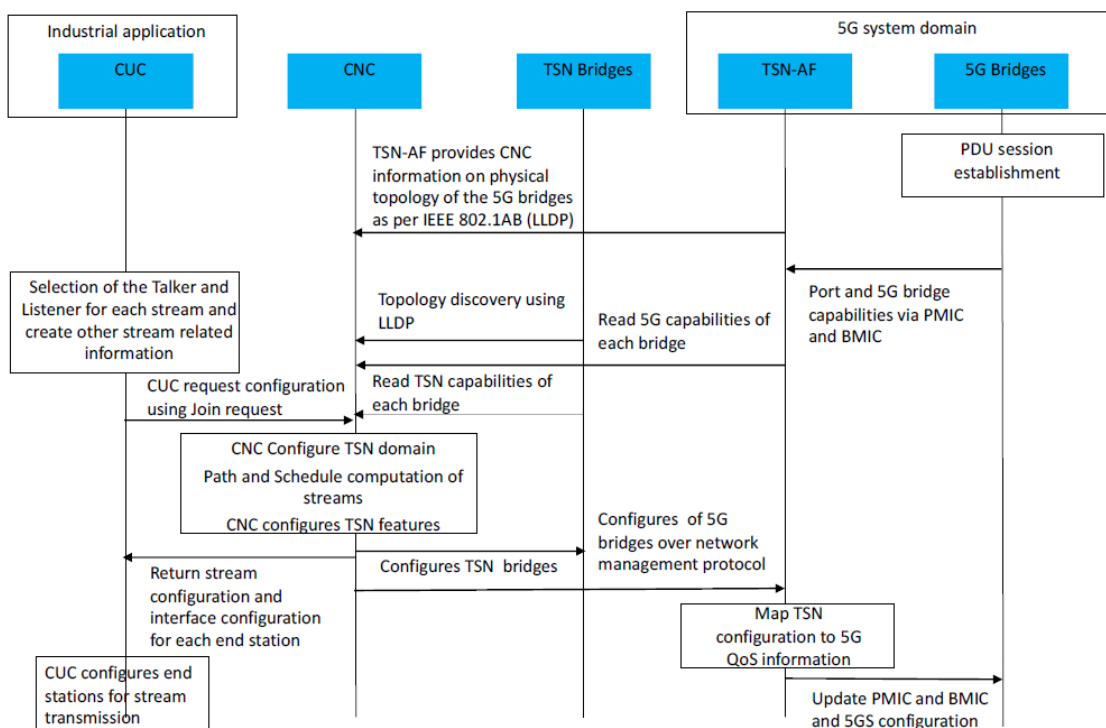 Industrial application
5G system domain
CUC
CNC
TSN Bridges
TSN-AF
5G Bridges
PDU session
establishment
TSN-AF provides CNC
information on physical
topology of the 5G bridges
as per IEEE 802.1AB (LLDP)
Port and 5G bridge
capabilities via PMIC
and BMIC
Selection of the Talker and
Listener for each stream and
create other stream related
information
Topology discovery using
LLDP
Read 5G capabilities of
each bridge
CUC request configuration
using Join request
Read TSN capabilities of
each bridge
CNC Configure TSN domain
Path and Schedule computation of
streams
CNC configures TSN features
Configures of 5G
bridges over network
management protocol
Configures TSN bridges
Return stream
configuration and
interface configuration
for each end station
Map TSN
configuration to 5G
QoS information
CUC configures end
stations for stream
transmission
Update PMIC and BMIC
and 5GS configuration